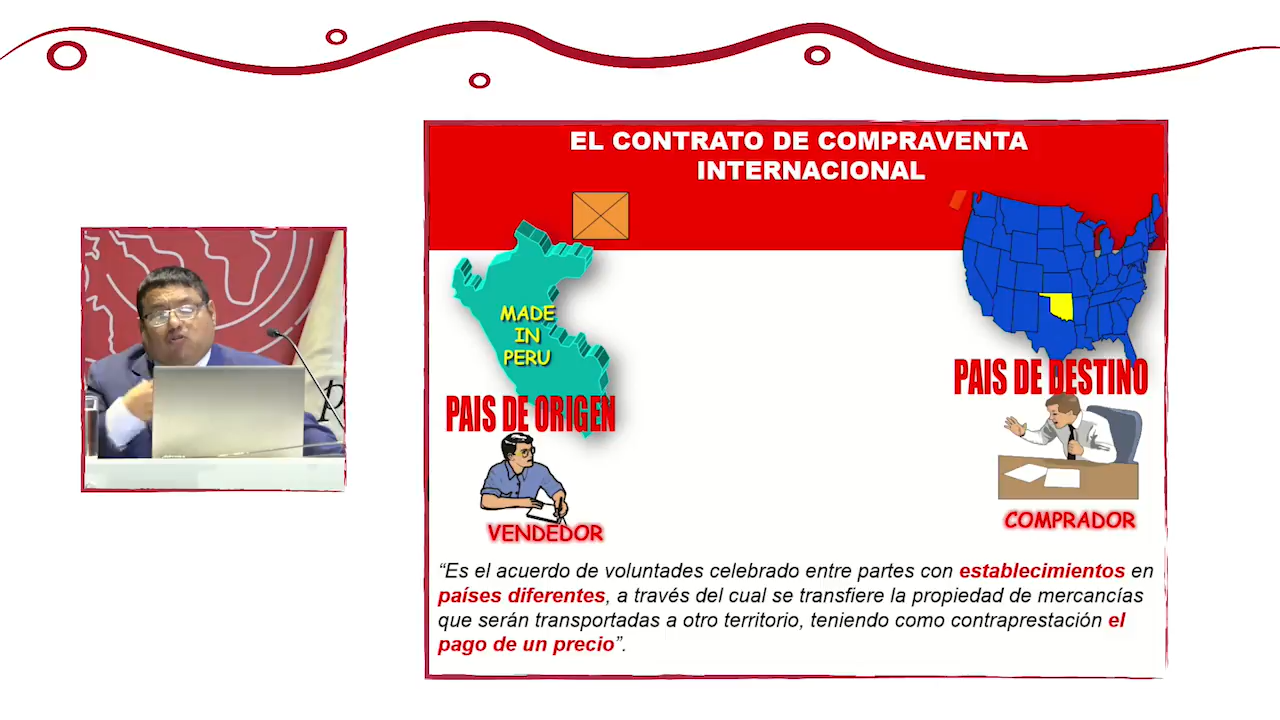 EL CONTRATO DE COMPRAVENTA
INTERNACIONAL
MADE
IN
PERU
PAIS DE ORIGEN
VENDEDOR
PAIS DE DESTINO
COMPRADOR
“Es el acuerdo de voluntades celebrado entre partes con establecimientos en
países diferentes, a través del cual se transfiere la propiedad de mercancías
que serán transportadas a otro territorio, teniendo como contraprestación el
pago de un precio”.